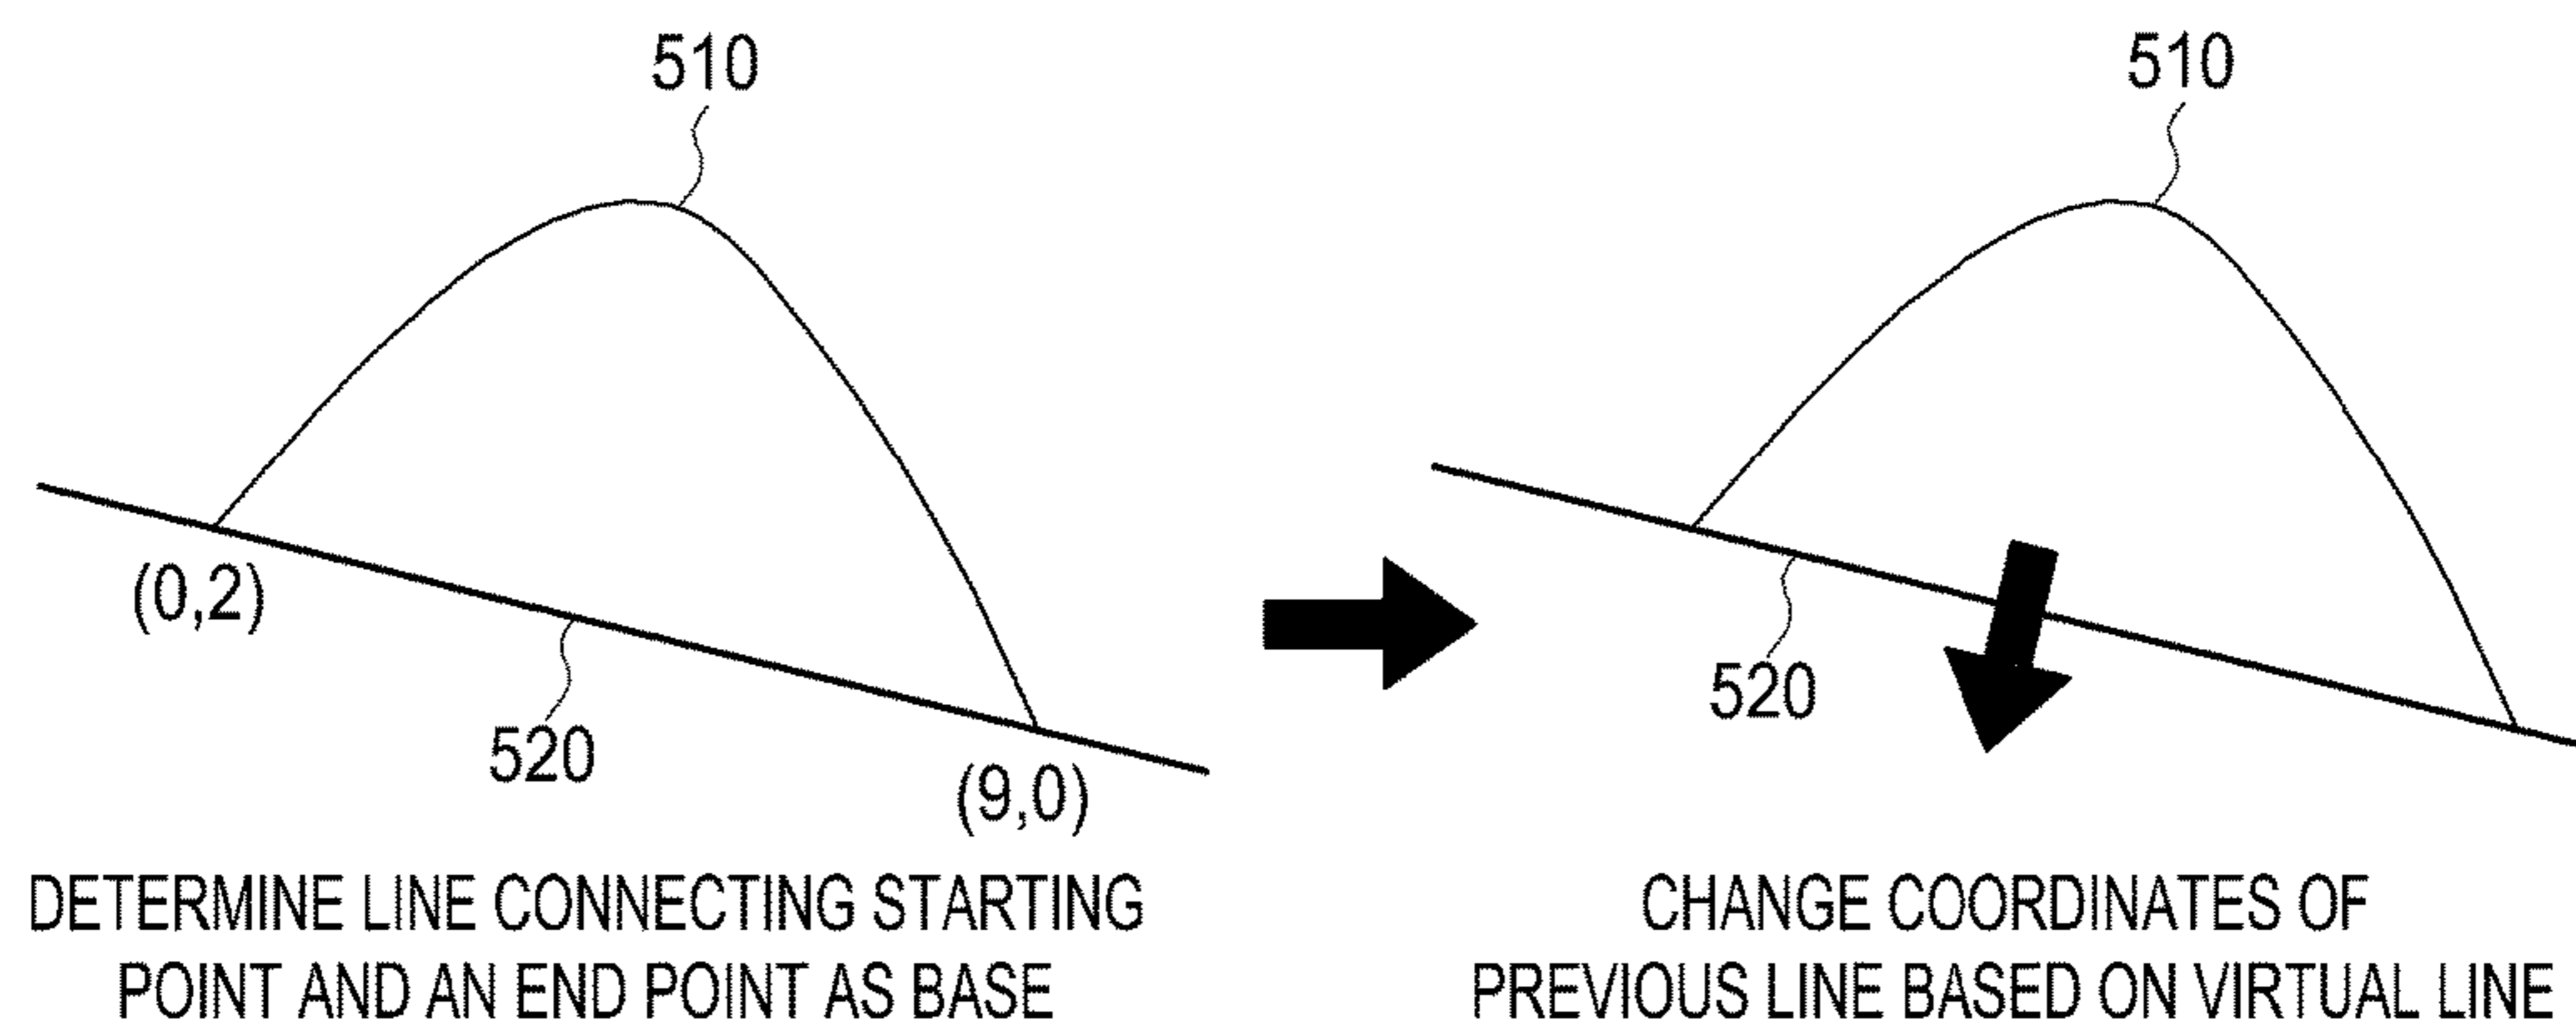 510
(0,2)
520
(9,0)
DETERMINE LINE CONNECTING STARTING
POINT AND AN END POINT AS BASE
510
520
CHANGE COORDINATES OF
PREVIOUS LINE BASED ON VIRTUAL LINE